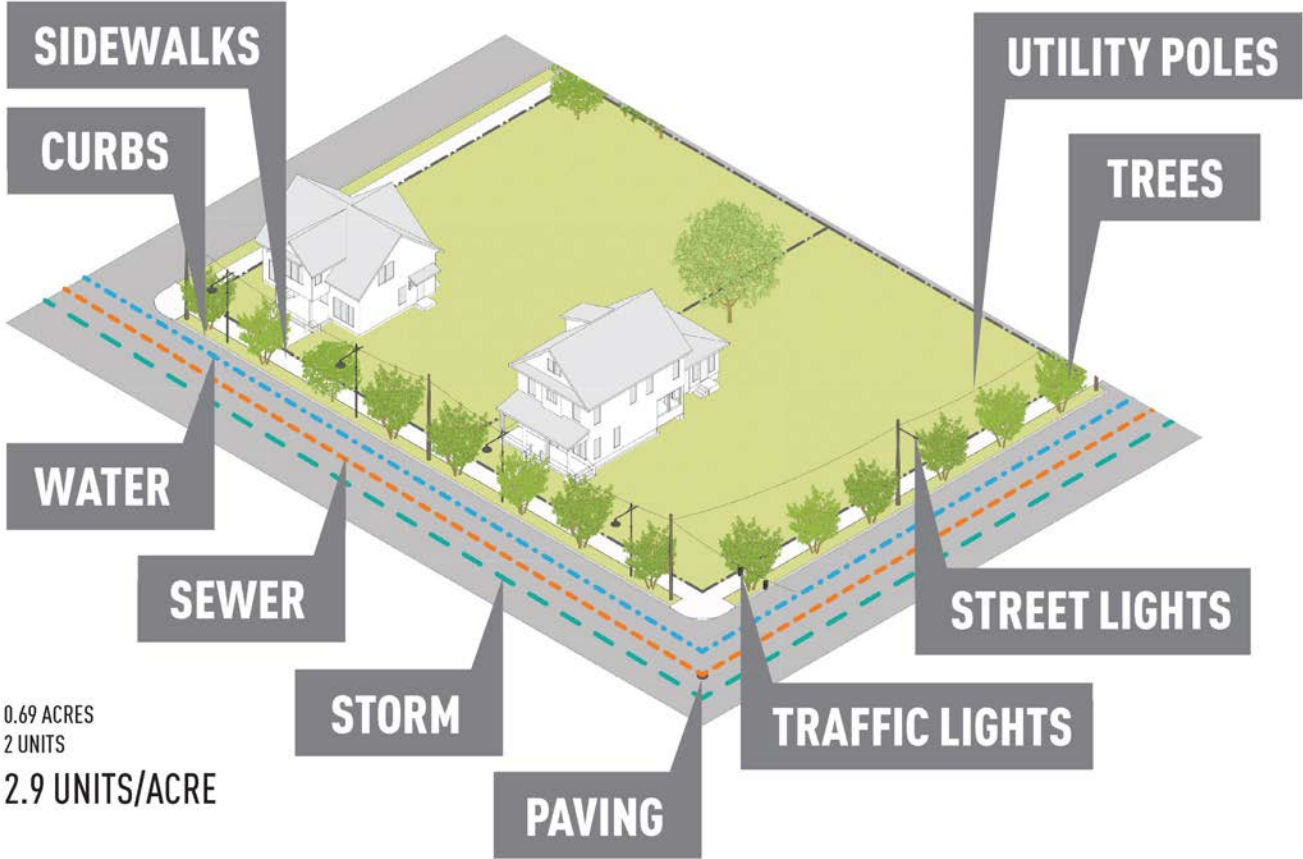 SIDEWALKS
UTILITY POLES
CURBS
TREES
WATER
SEWER
STREET LIGHTS
STORM
TRAFFIC LIGHTS
0.69 ACRES
2 UNITS
2.9 UNITS/ACRE
PAVING